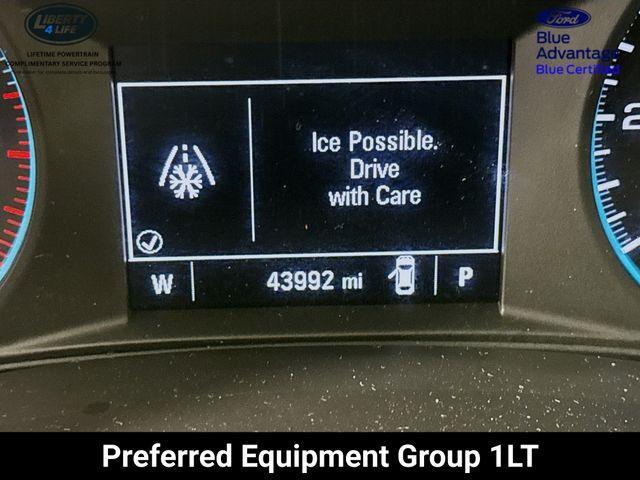 LIBERTY
4 LIFE
LIFETIME POWERTRAIN
COMPLIMENTARY SERVICE PROGRAM
Ford
Blue
Advantage
Blue Certified
Ice Possible.
Drive
with Care
W 43992 mi P
Preferred Equipment Group 1LT